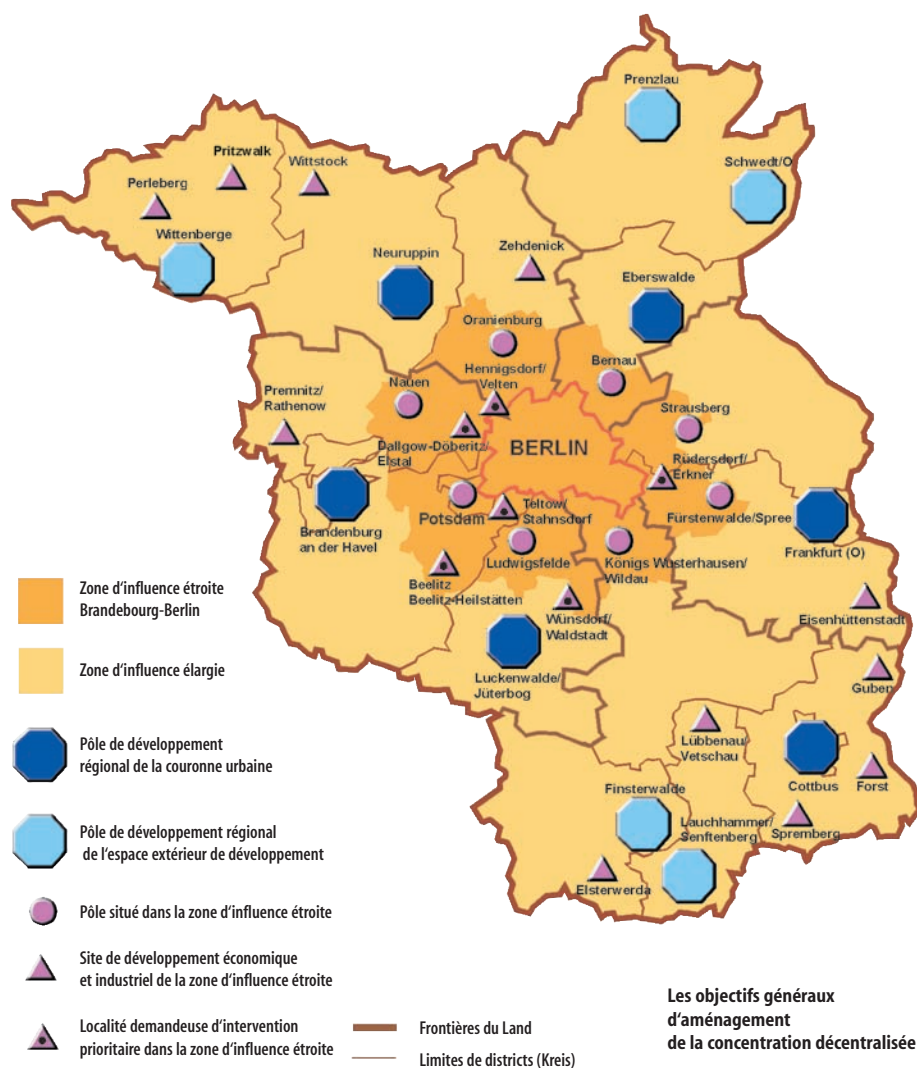 Prenzlau
Schwedt/O
Pritzwalk
Wittstock
Perleberg
Wittenberge
Neuruppin
Zehdenick
Eberswalde
Oranienburg
Hennigsdorf/
Velten
Bernau
Nauen
Premnitz/
Rathenow
Strausberg
Dallgow-Döberitz/
Elstal
BERLIN
Rüdersdorf/
Erkner
Potsdam
Teltow/
Stahnsdorf
Fürstenwalde/Spree
Brandenburg
an der Havel
Frankfurt (O)
Ludwigsfelde
Königs Wusterhausen/
Wildau
Beelitz
Beelitz-Heilstätten
Wünsdorf/
Waldstadt
Eisenhüttenstadt
Luckenwalde/
Jüterbog
Guben
Lübbenau/
Vetschau
Cottbus
Forst
Finsterwalde
Lauchhammer/
Senftenberg
Spremberg
Elsterwerda
Zone d'influence étroite
Brandebourg-Berlin
Zone d'influence élargie
Pôle de développement
régional de la couronne urbaine
Pôle de développement régional
de l'espace extérieur de développement
Pôle situé dans la zone d'influence étroite
Site de développement économique
et industriel de la zone d'influence étroite
Localité demandeuse d'intervention
prioritaire dans la zone d'influence étroite
Frontières du Land
Limites de districts (Kreis)
Les objectifs généraux
d'aménagement
de la concentration décentralisée